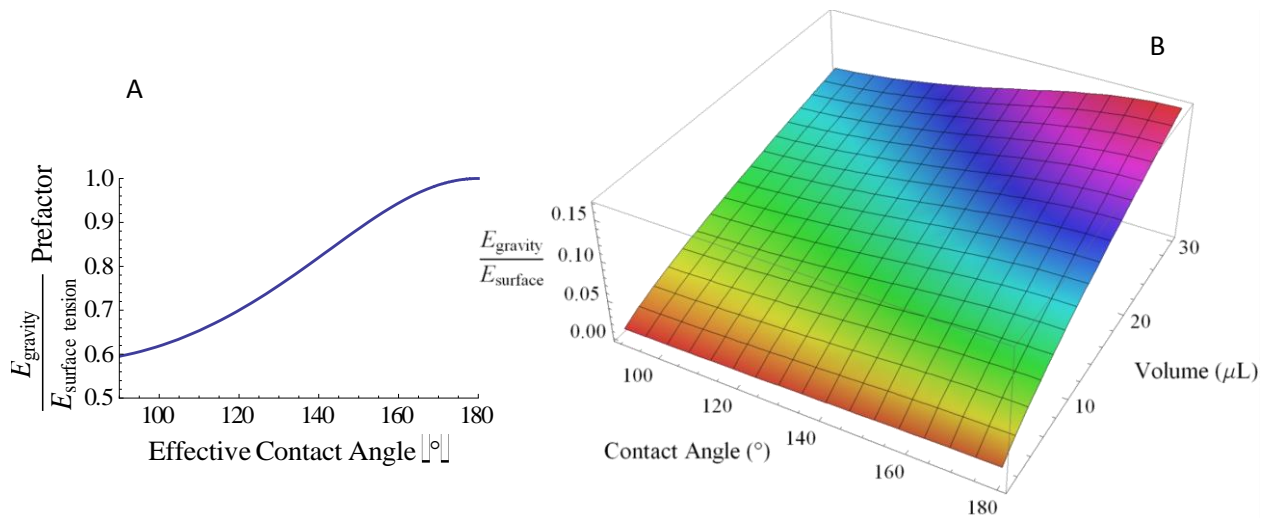 A
B
E_gravity
E_surface tension
Prefactor
1.0
0.9
0.8
0.7
0.6
0.5
100
120
140
160
180
Effective Contact Angle [°]
E_gravity
E_surface
0.15
0.10
0.05
0.00
100
120
140
160
180
Contact Angle (°)
30
20
10
Volume (μL)